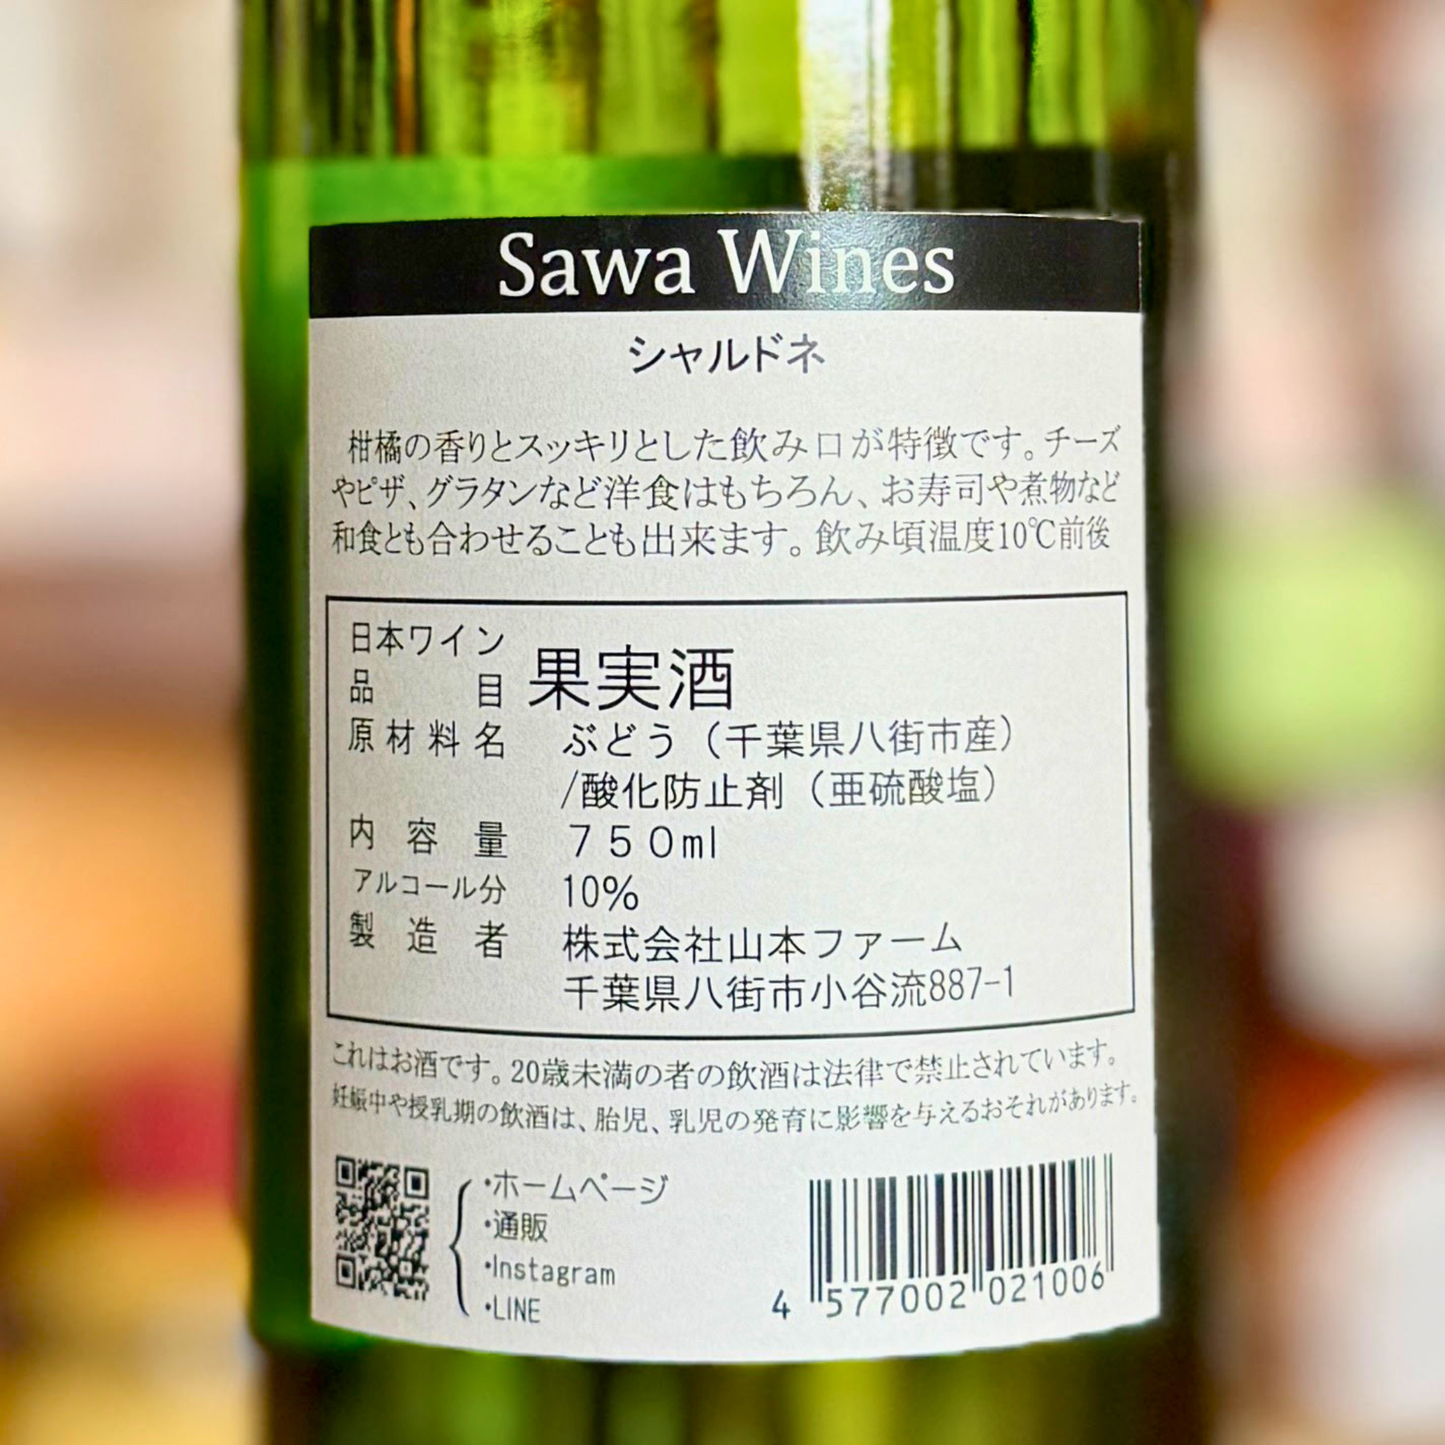 Sawa Wines
シャルドネ
柑橘の香りとスッキリとした飲み口が特徴です。チーズ
やピザ、グラタンなど洋食はもちろん、お寿司や煮物など
和食とも合わせることも出来ます。飲み頃温度10℃前後
日本ワイン
品目 果実酒
原材料名 ぶどう（千葉県八街市産）
/酸化防止剤（亜硫酸塩）
内容量 ７５０ml
アルコール分 10%
製造者 株式会社山本ファーム
千葉県八街市小谷流887-1
これはお酒です。20歳未満の者の飲酒は法律で禁止されています。
妊娠中や授乳期の飲酒は、胎児、乳児の発育に影響を与えるおそれがあります。
・ホームページ
・通販
・Instagram
・LINE
4 577002 021006